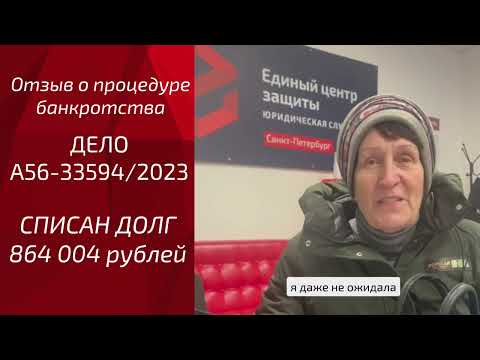 Отзыв о процедуре
банкротства
ДЕЛО
А56-33594/2023
СПИСАН ДОЛГ
864 004 рублей
Единый центр
защиты
ЮРИДИЧЕСКАЯ СЛУ
Санкт-Петербург
я даже не ожидала